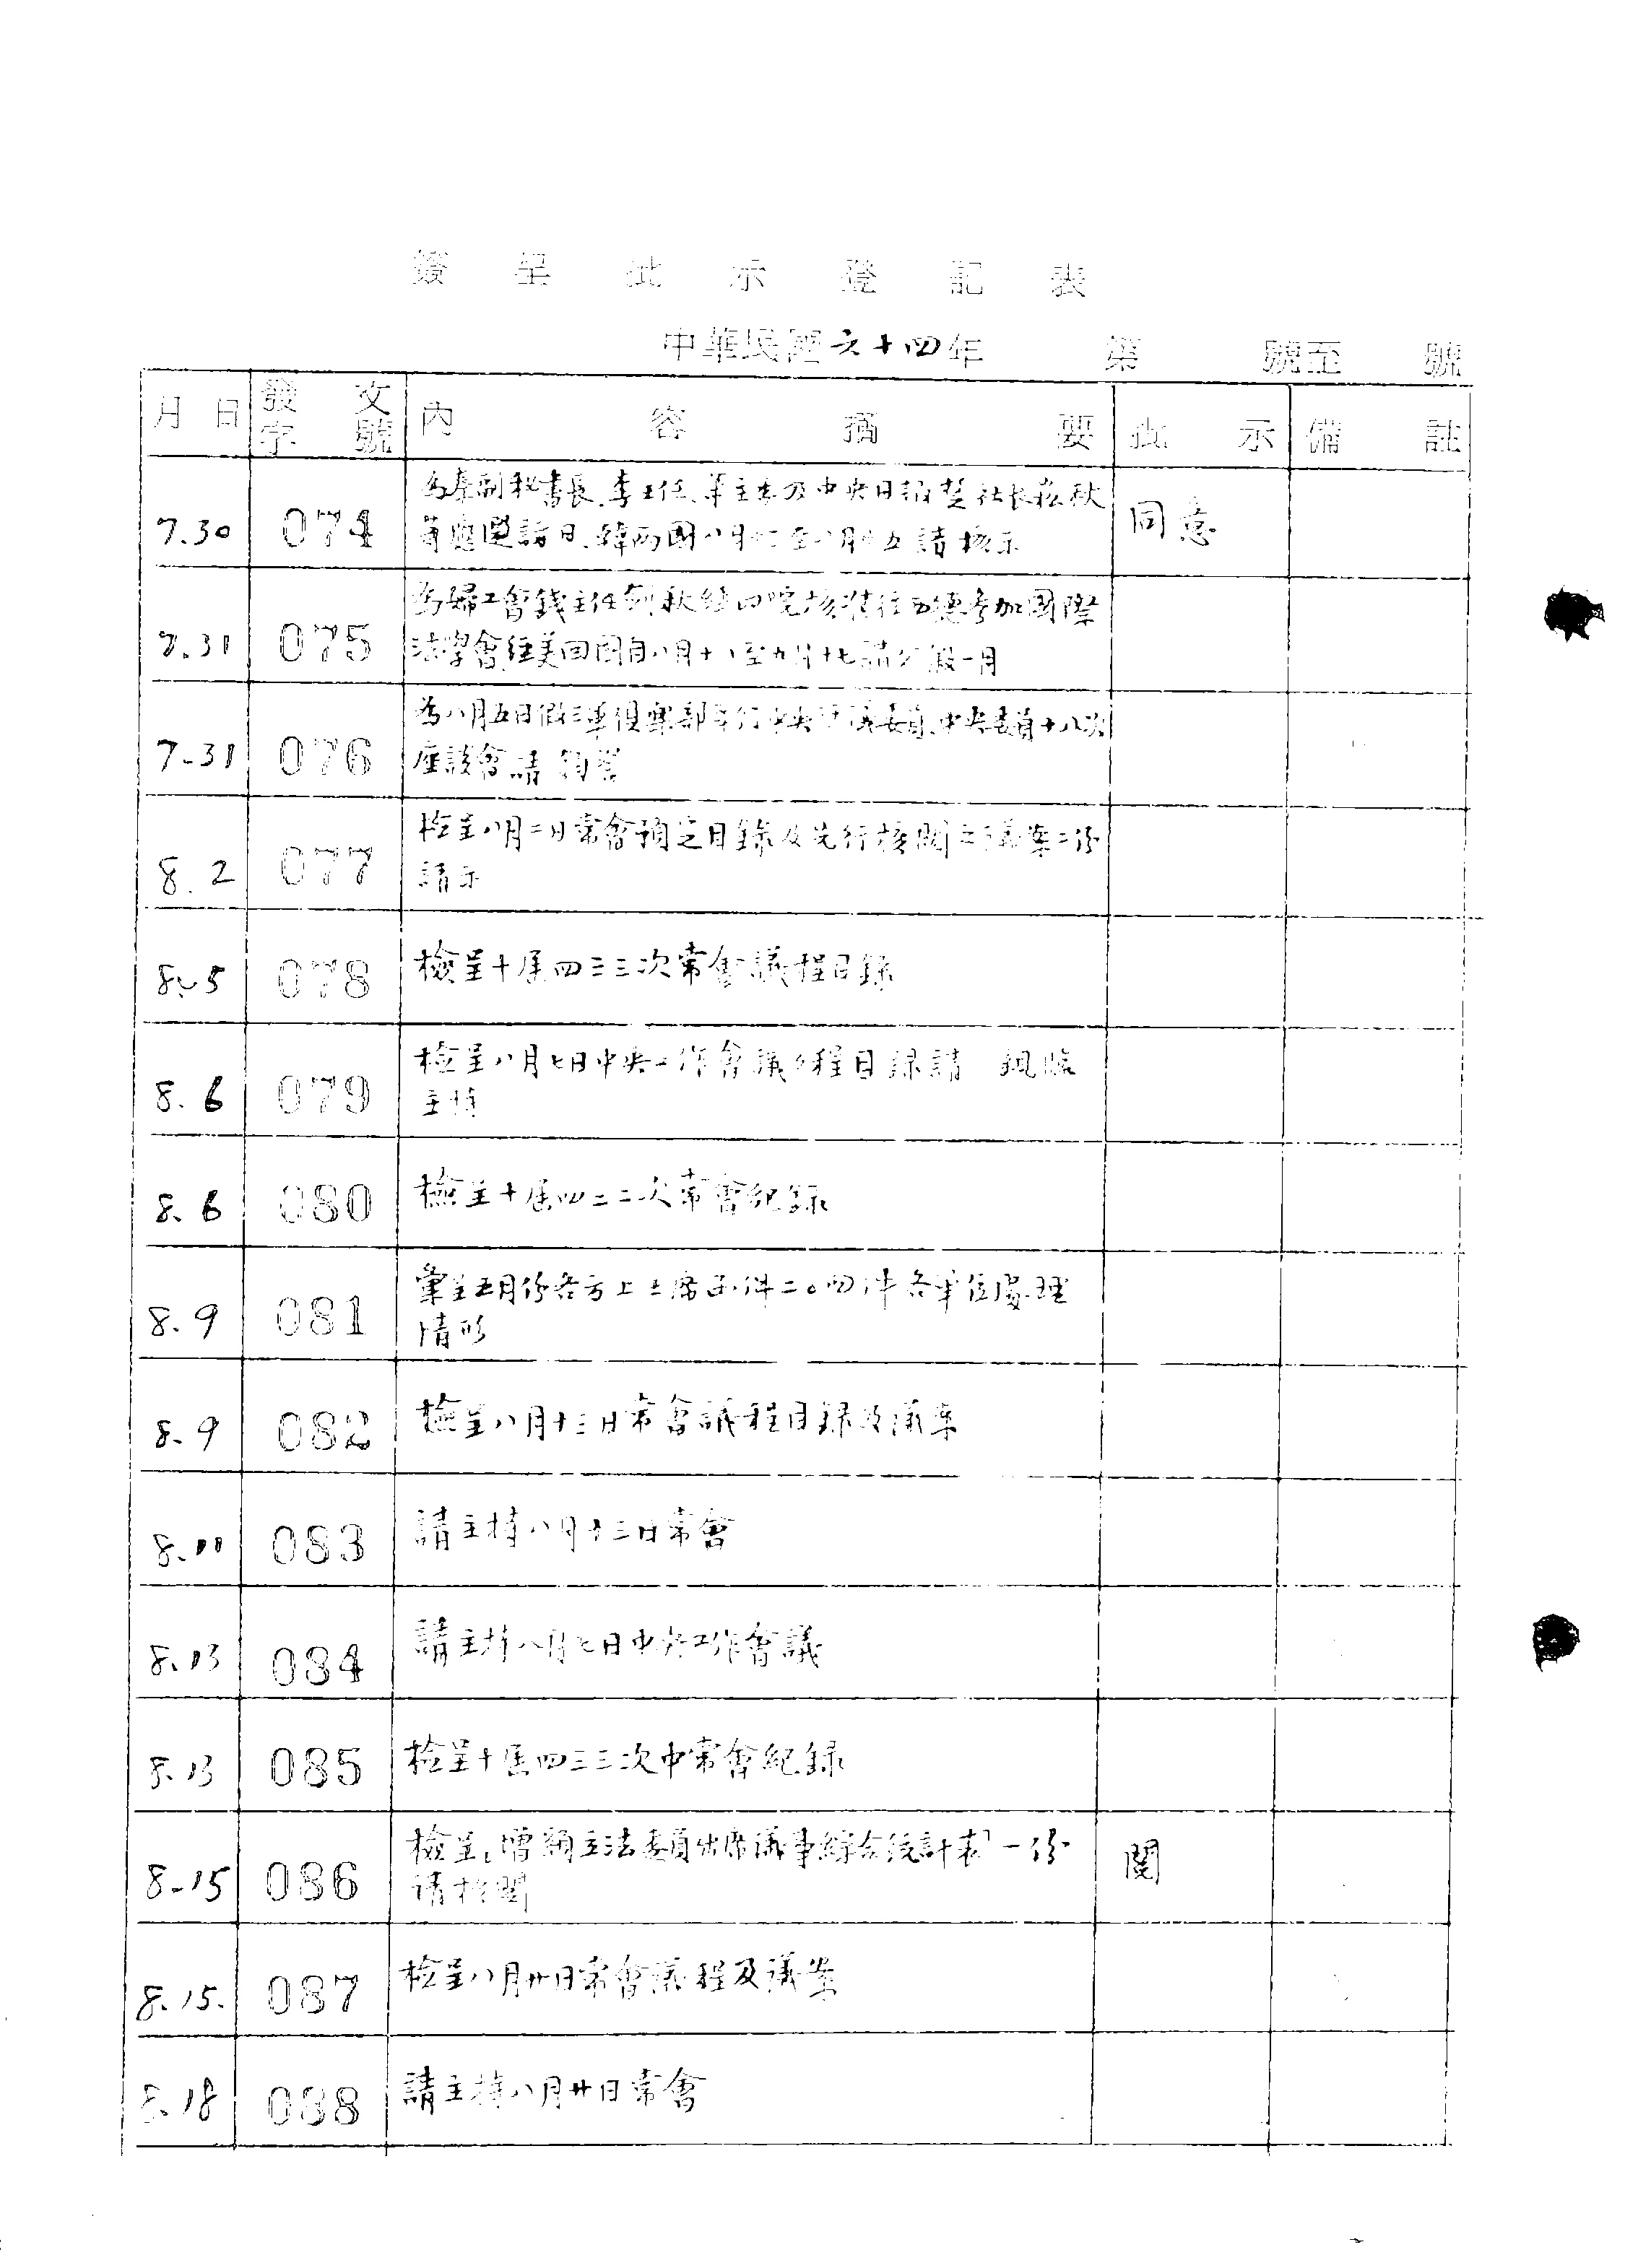 簽呈批示登記表
中華民國六十四年 第 號至 號
月日 發文字號 內容摘要 批示 備註
7.30 074 為秦副秘書長、李主任、 主委及中央日報楚社長崧秋 同意
等應邀訪日、韓兩國八月 至八月十五請核示
7.31 075 為婦工會錢主任劍秋經 院核准往西德參加國際
法學會、經美回國自八月十八至九月十七請公假一月
7.31 076 為八月五日假三軍俱樂部舉行中央評議委員、中央委員十八次
座談會請 鈞詧
8.2 077 檢呈八月二日常會預定目錄及先行核閱之議案二份
請示
8.5 078 檢呈十屆四三三次常會議程目錄
8.6 079 檢呈八月七日中央工作會議 程目錄請 親臨
主持
8.6 080 檢呈十屆四三二次常會紀錄
8.9 081 彙呈五月份各方上主席函件二〇四件各單位處理
情形
8.9 082 檢呈八月十三日常會議程目錄及議案
8.11 083 請主持八月十三日常會
8.13 084 請主持八月七日中央工作會議
8.13 085 檢呈十屆四三三次中常會紀錄
8.15 086 檢呈「增額立法委員出席議事綜合統計表」一份 閱
請核閱
8.15. 087 檢呈八月廿日常會議程及議案
8.18 088 請主持八月廿日常會